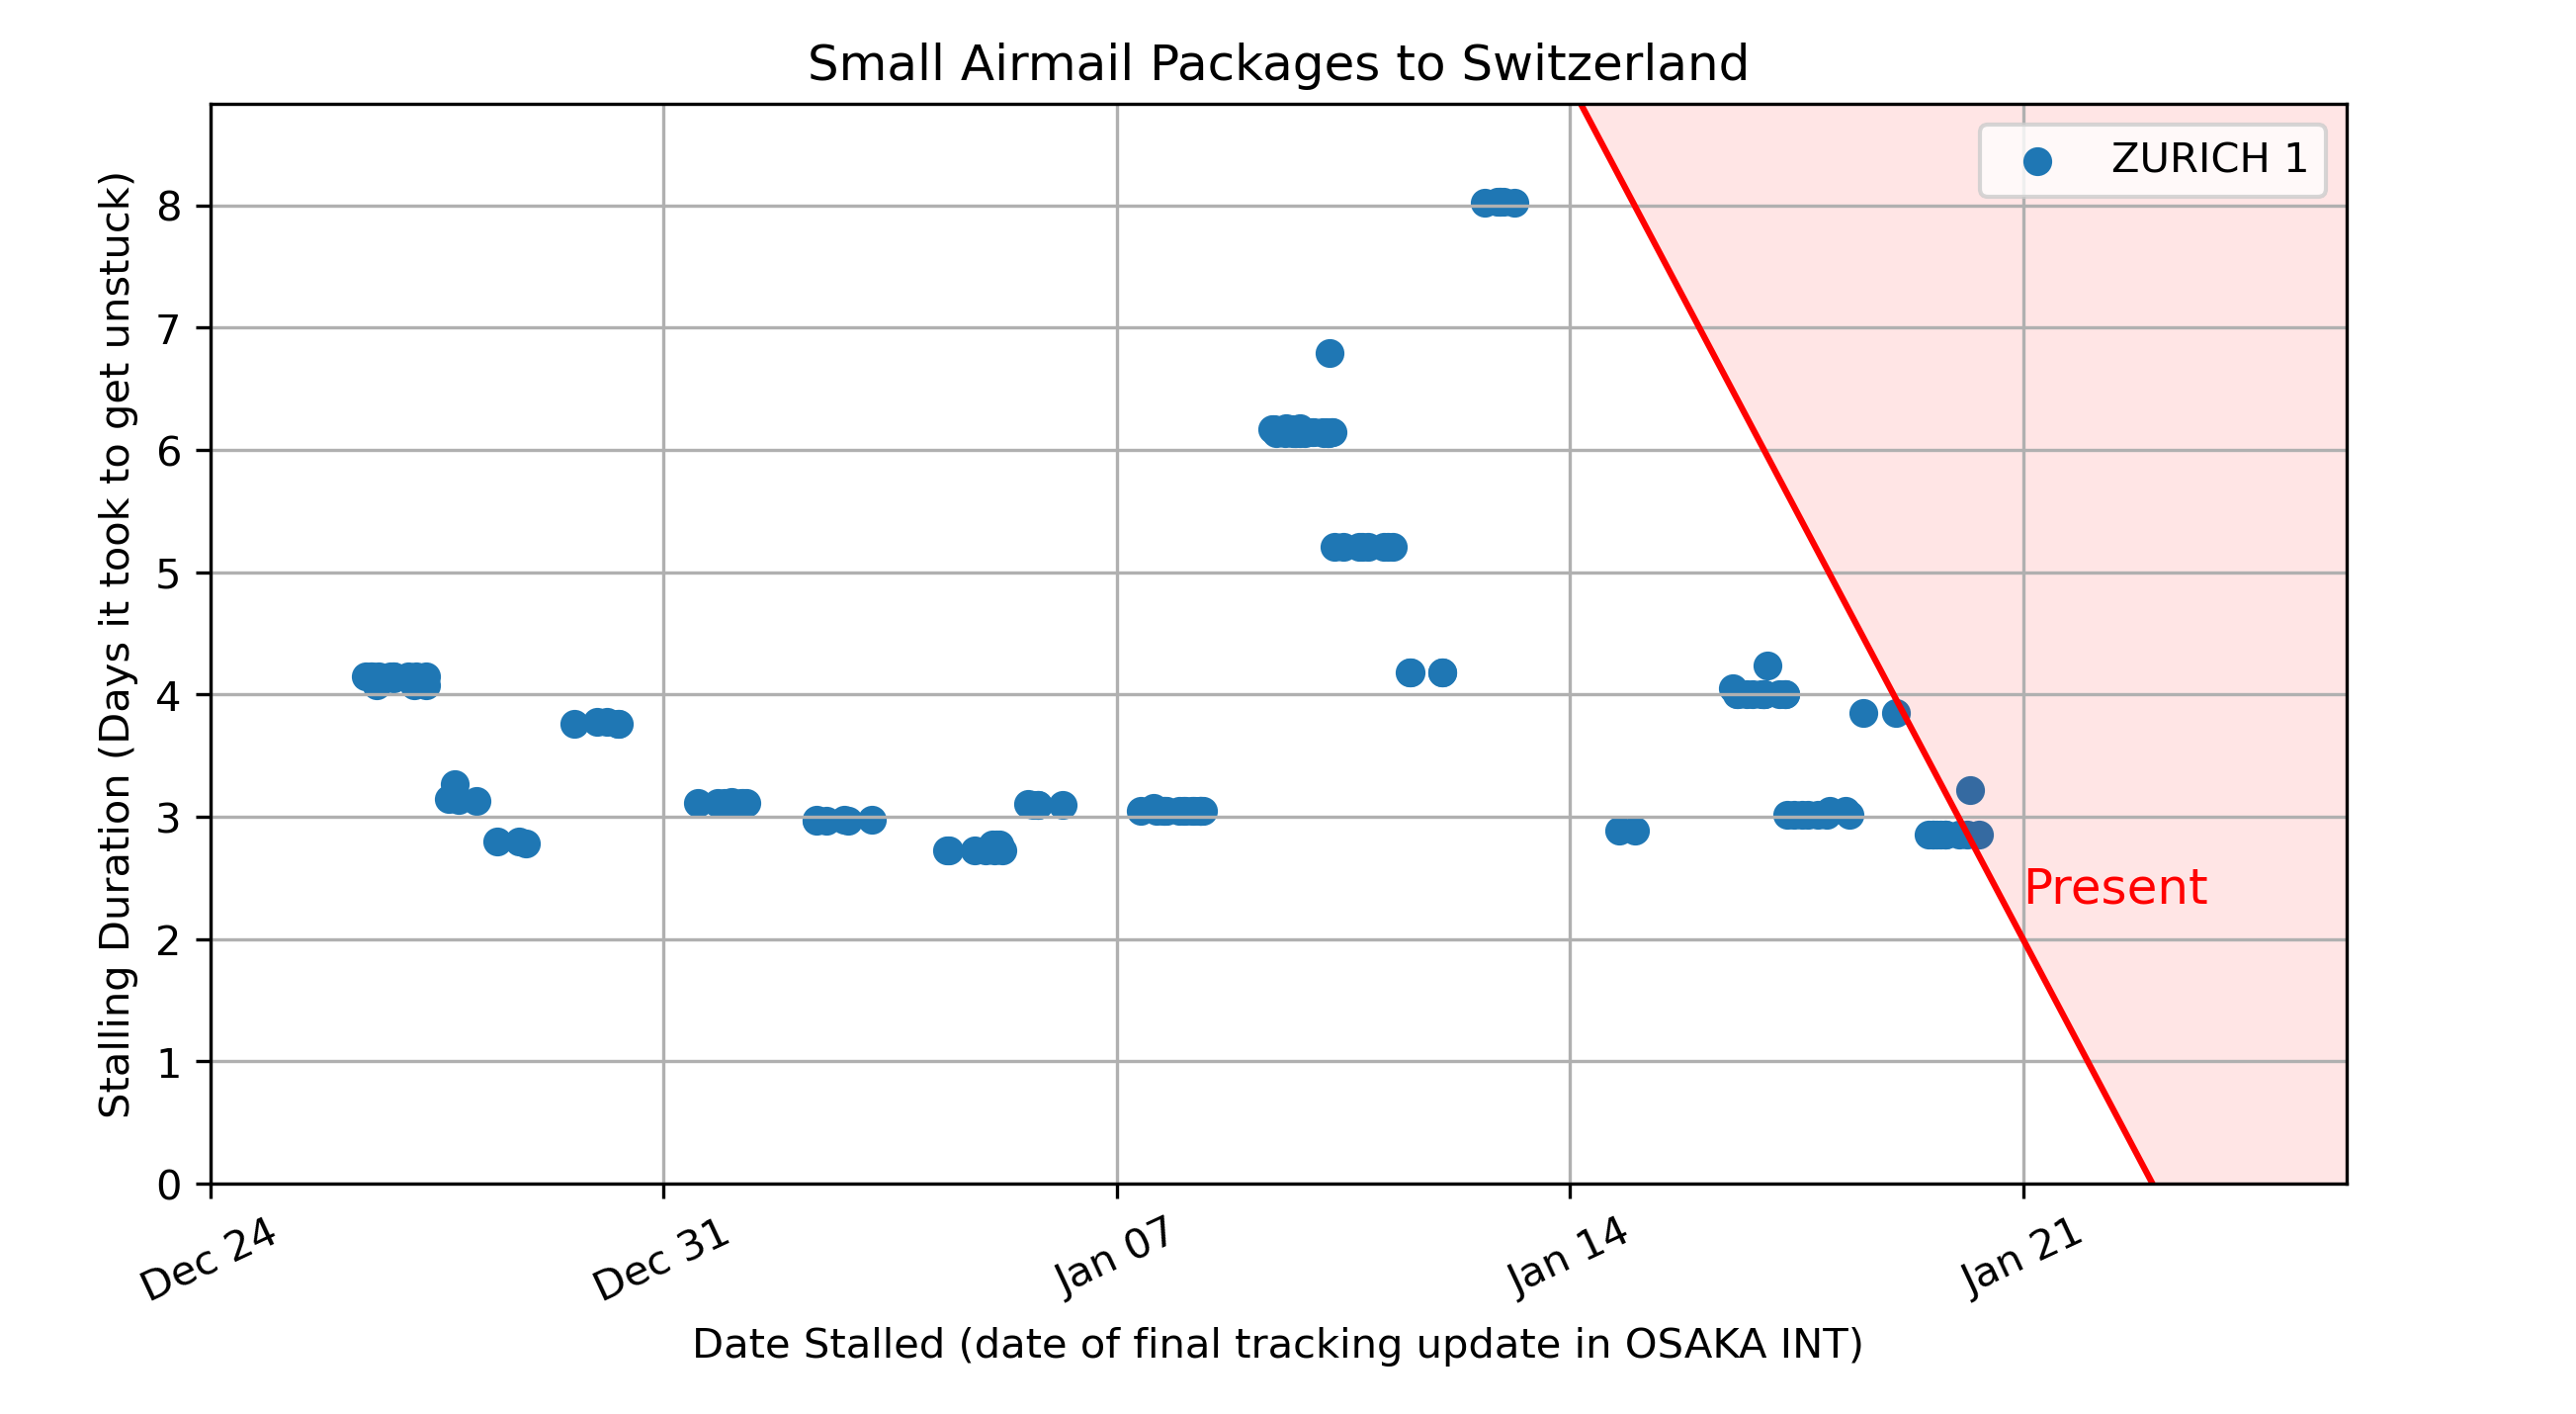 Small Airmail Packages to Switzerland
ZURICH 1
Stalling Duration (Days it took to get unstuck)
8
7
6
5
4
3
2
1
0
Present
Dec 24
Dec 31
Jan 07
Jan 14
Jan 21
Date Stalled (date of final tracking update in OSAKA INT)